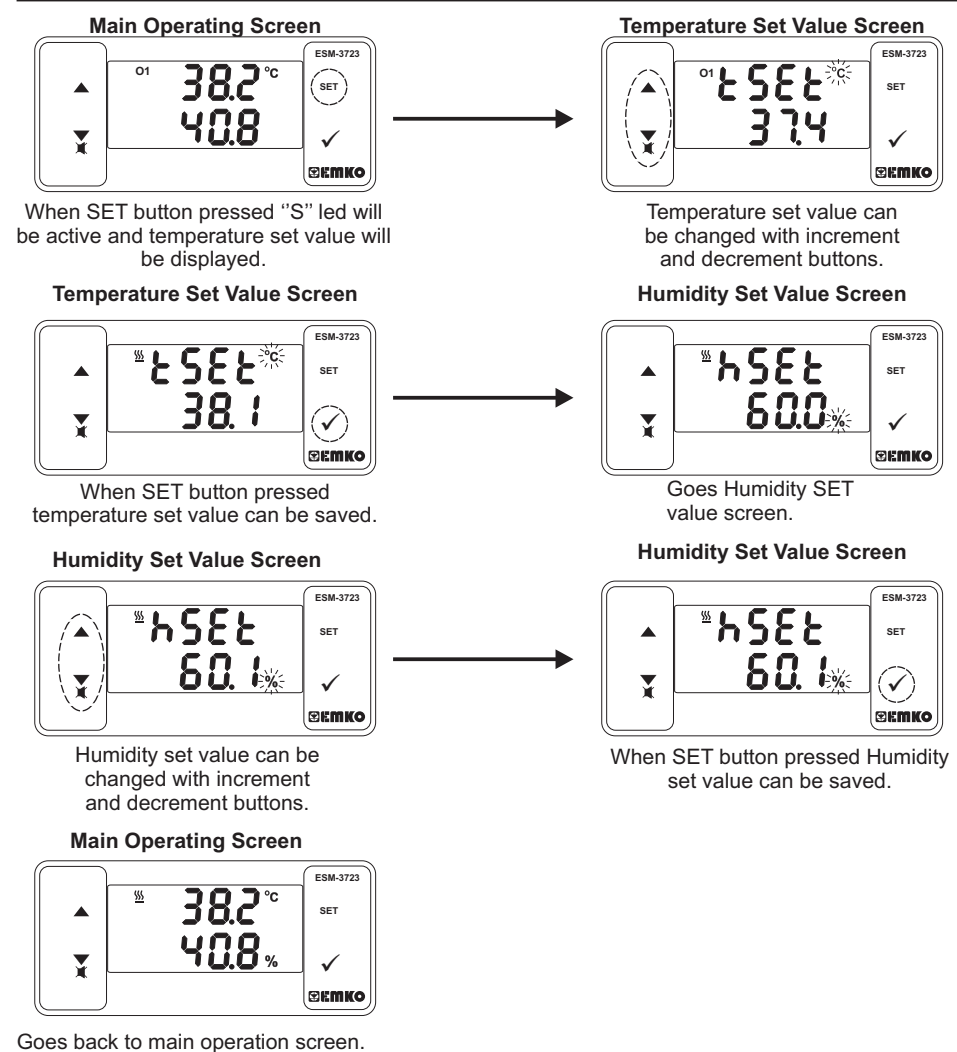 Main Operating Screen
ESM-3723
O1 38.2 °C
SET
40.8
EMKO
When SET button pressed ‘’S’’ led will
be active and temperature set value will
be displayed.
Temperature Set Value Screen
ESM-3723
O1 tSEt °C
SET
37.4
EMKO
Temperature set value can
be changed with increment
and decrement buttons.
Temperature Set Value Screen
ESM-3723
tSEt °C
SET
38.1
EMKO
When SET button pressed
temperature set value can be saved.
Humidity Set Value Screen
ESM-3723
hSEt
SET
60.0 %
EMKO
Goes Humidity SET
value screen.
Humidity Set Value Screen
ESM-3723
hSEt
SET
60.1 %
EMKO
Humidity set value can be
changed with increment
and decrement buttons.
Humidity Set Value Screen
ESM-3723
hSEt
SET
60.1 %
EMKO
When SET button pressed Humidity
set value can be saved.
Main Operating Screen
ESM-3723
38.2 °C
SET
40.8 %
EMKO
Goes back to main operation screen.